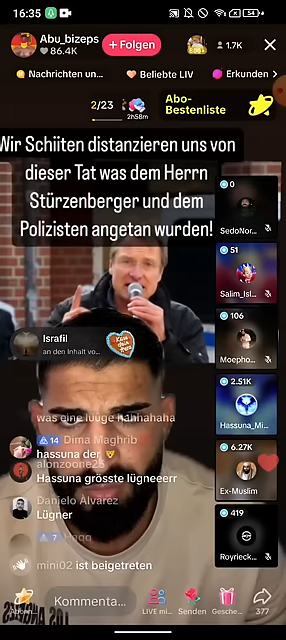 16:35
Abu_bizeps
86.4K
+ Folgen
1.7K
Nachrichten un...
Beliebte LIV
Erkunden
2/23
2h58m
Abo-
Bestenliste
Wir Schiiten distanzieren uns von
dieser Tat was dem Herrn
Stürzenberger und dem
Polizisten angetan wurden!
0
SedoNor...
51
Salim_Isl...
106
Moepho...
2.51K
Hassuna_Mi...
6.27K
Ex-Muslim
419
Royrieck...
Israfil
an den Inhalt vo...
was eine lüüge hahahaha
14 Dima Maghrib
hassuna der
alonzoone25
Hassuna grösste lügneeerr
Danielo Álvarez
Lügner
7
mini02 ist beigetreten
Kommenta...
LIVE mi...
Senden
Gesche...
377